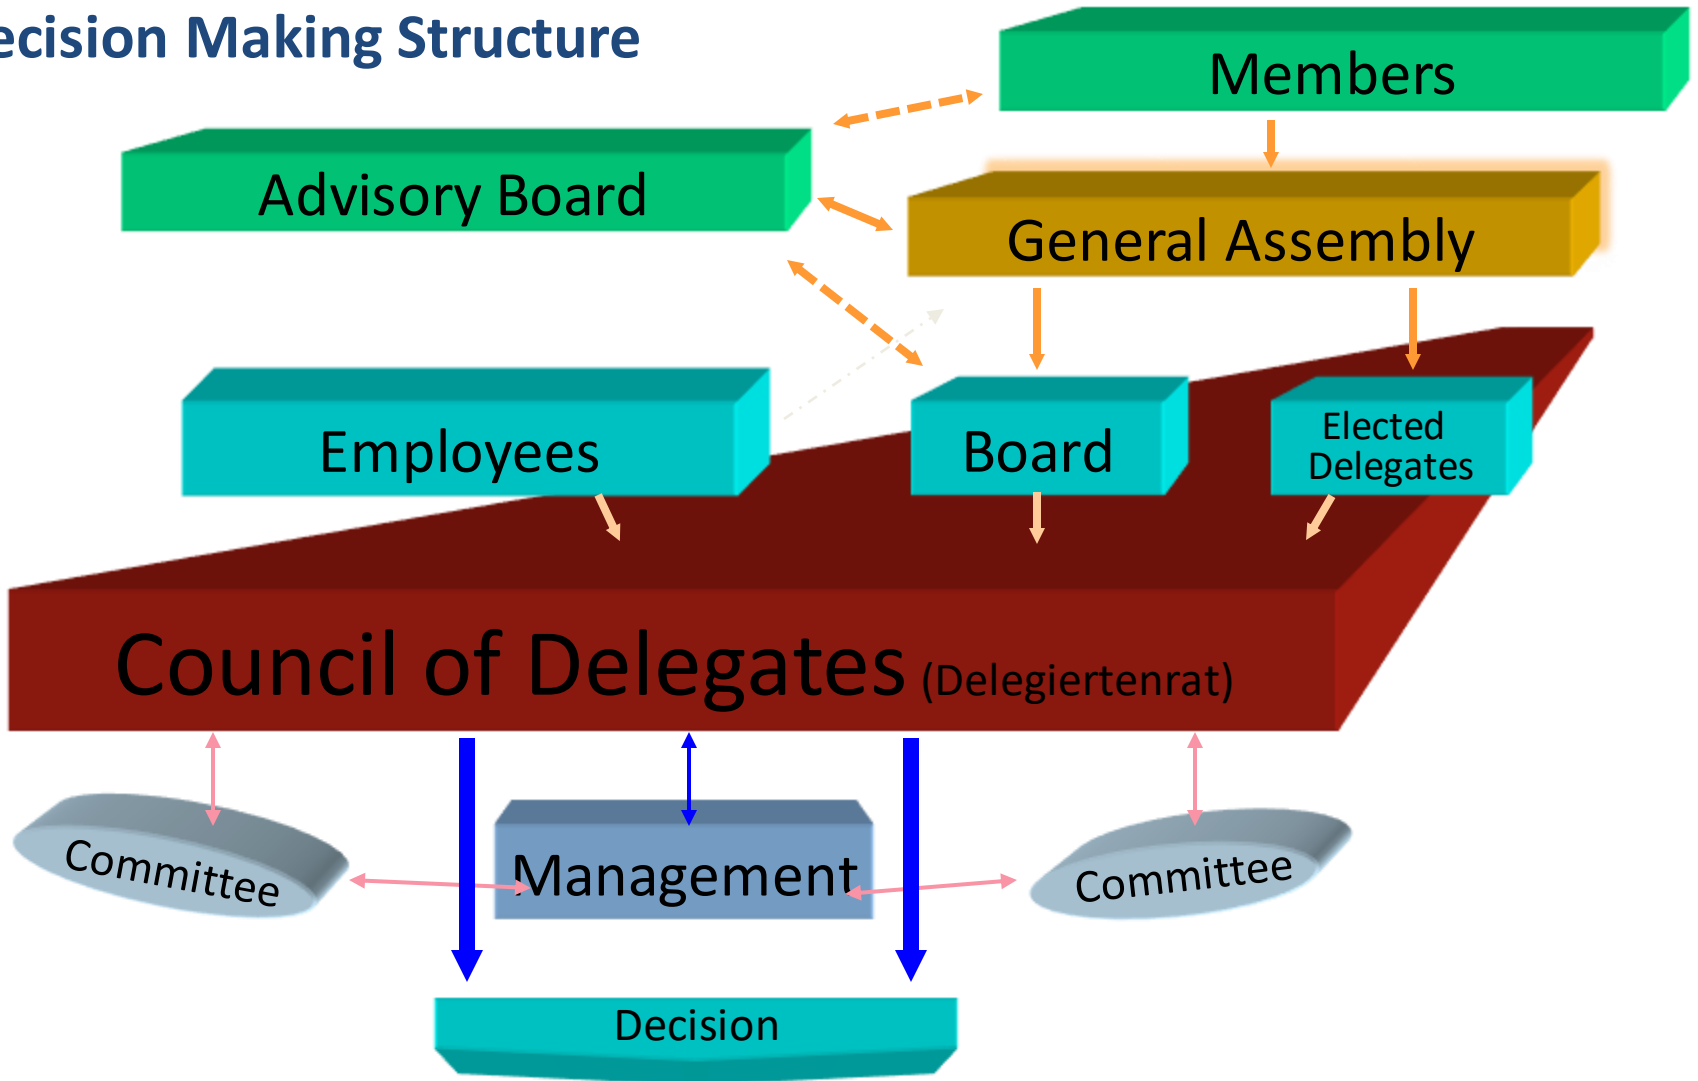 ecision Making Structure
Members
Advisory Board
General Assembly
Employees
Board
Elected
Delegates
Council of Delegates (Delegiertenrat)
Committee
Management
Committee
Decision